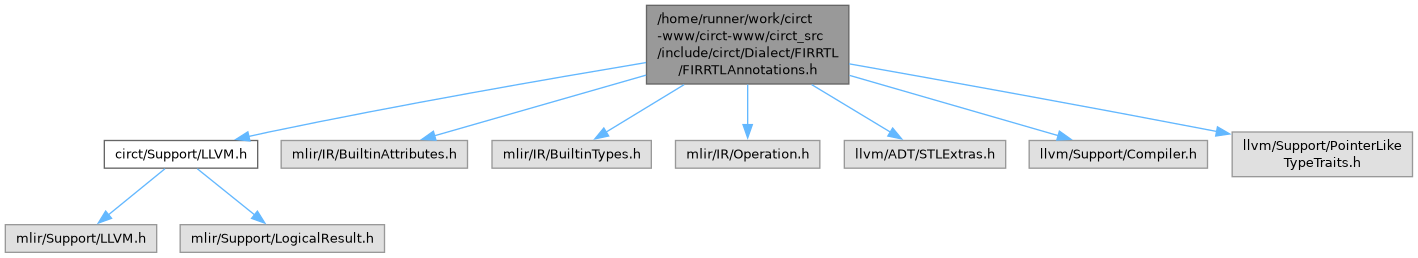 /home/runner/work/circt
-www/circt-www/circt_src
/include/circt/Dialect/FIRRTL
/FIRRTLAnnotations.h
circt/Support/LLVM.h
mlir/IR/BuiltinAttributes.h
mlir/IR/BuiltinTypes.h
mlir/IR/Operation.h
llvm/ADT/STLExtras.h
llvm/Support/Compiler.h
llvm/Support/PointerLike
TypeTraits.h
mlir/Support/LLVM.h
mlir/Support/LogicalResult.h